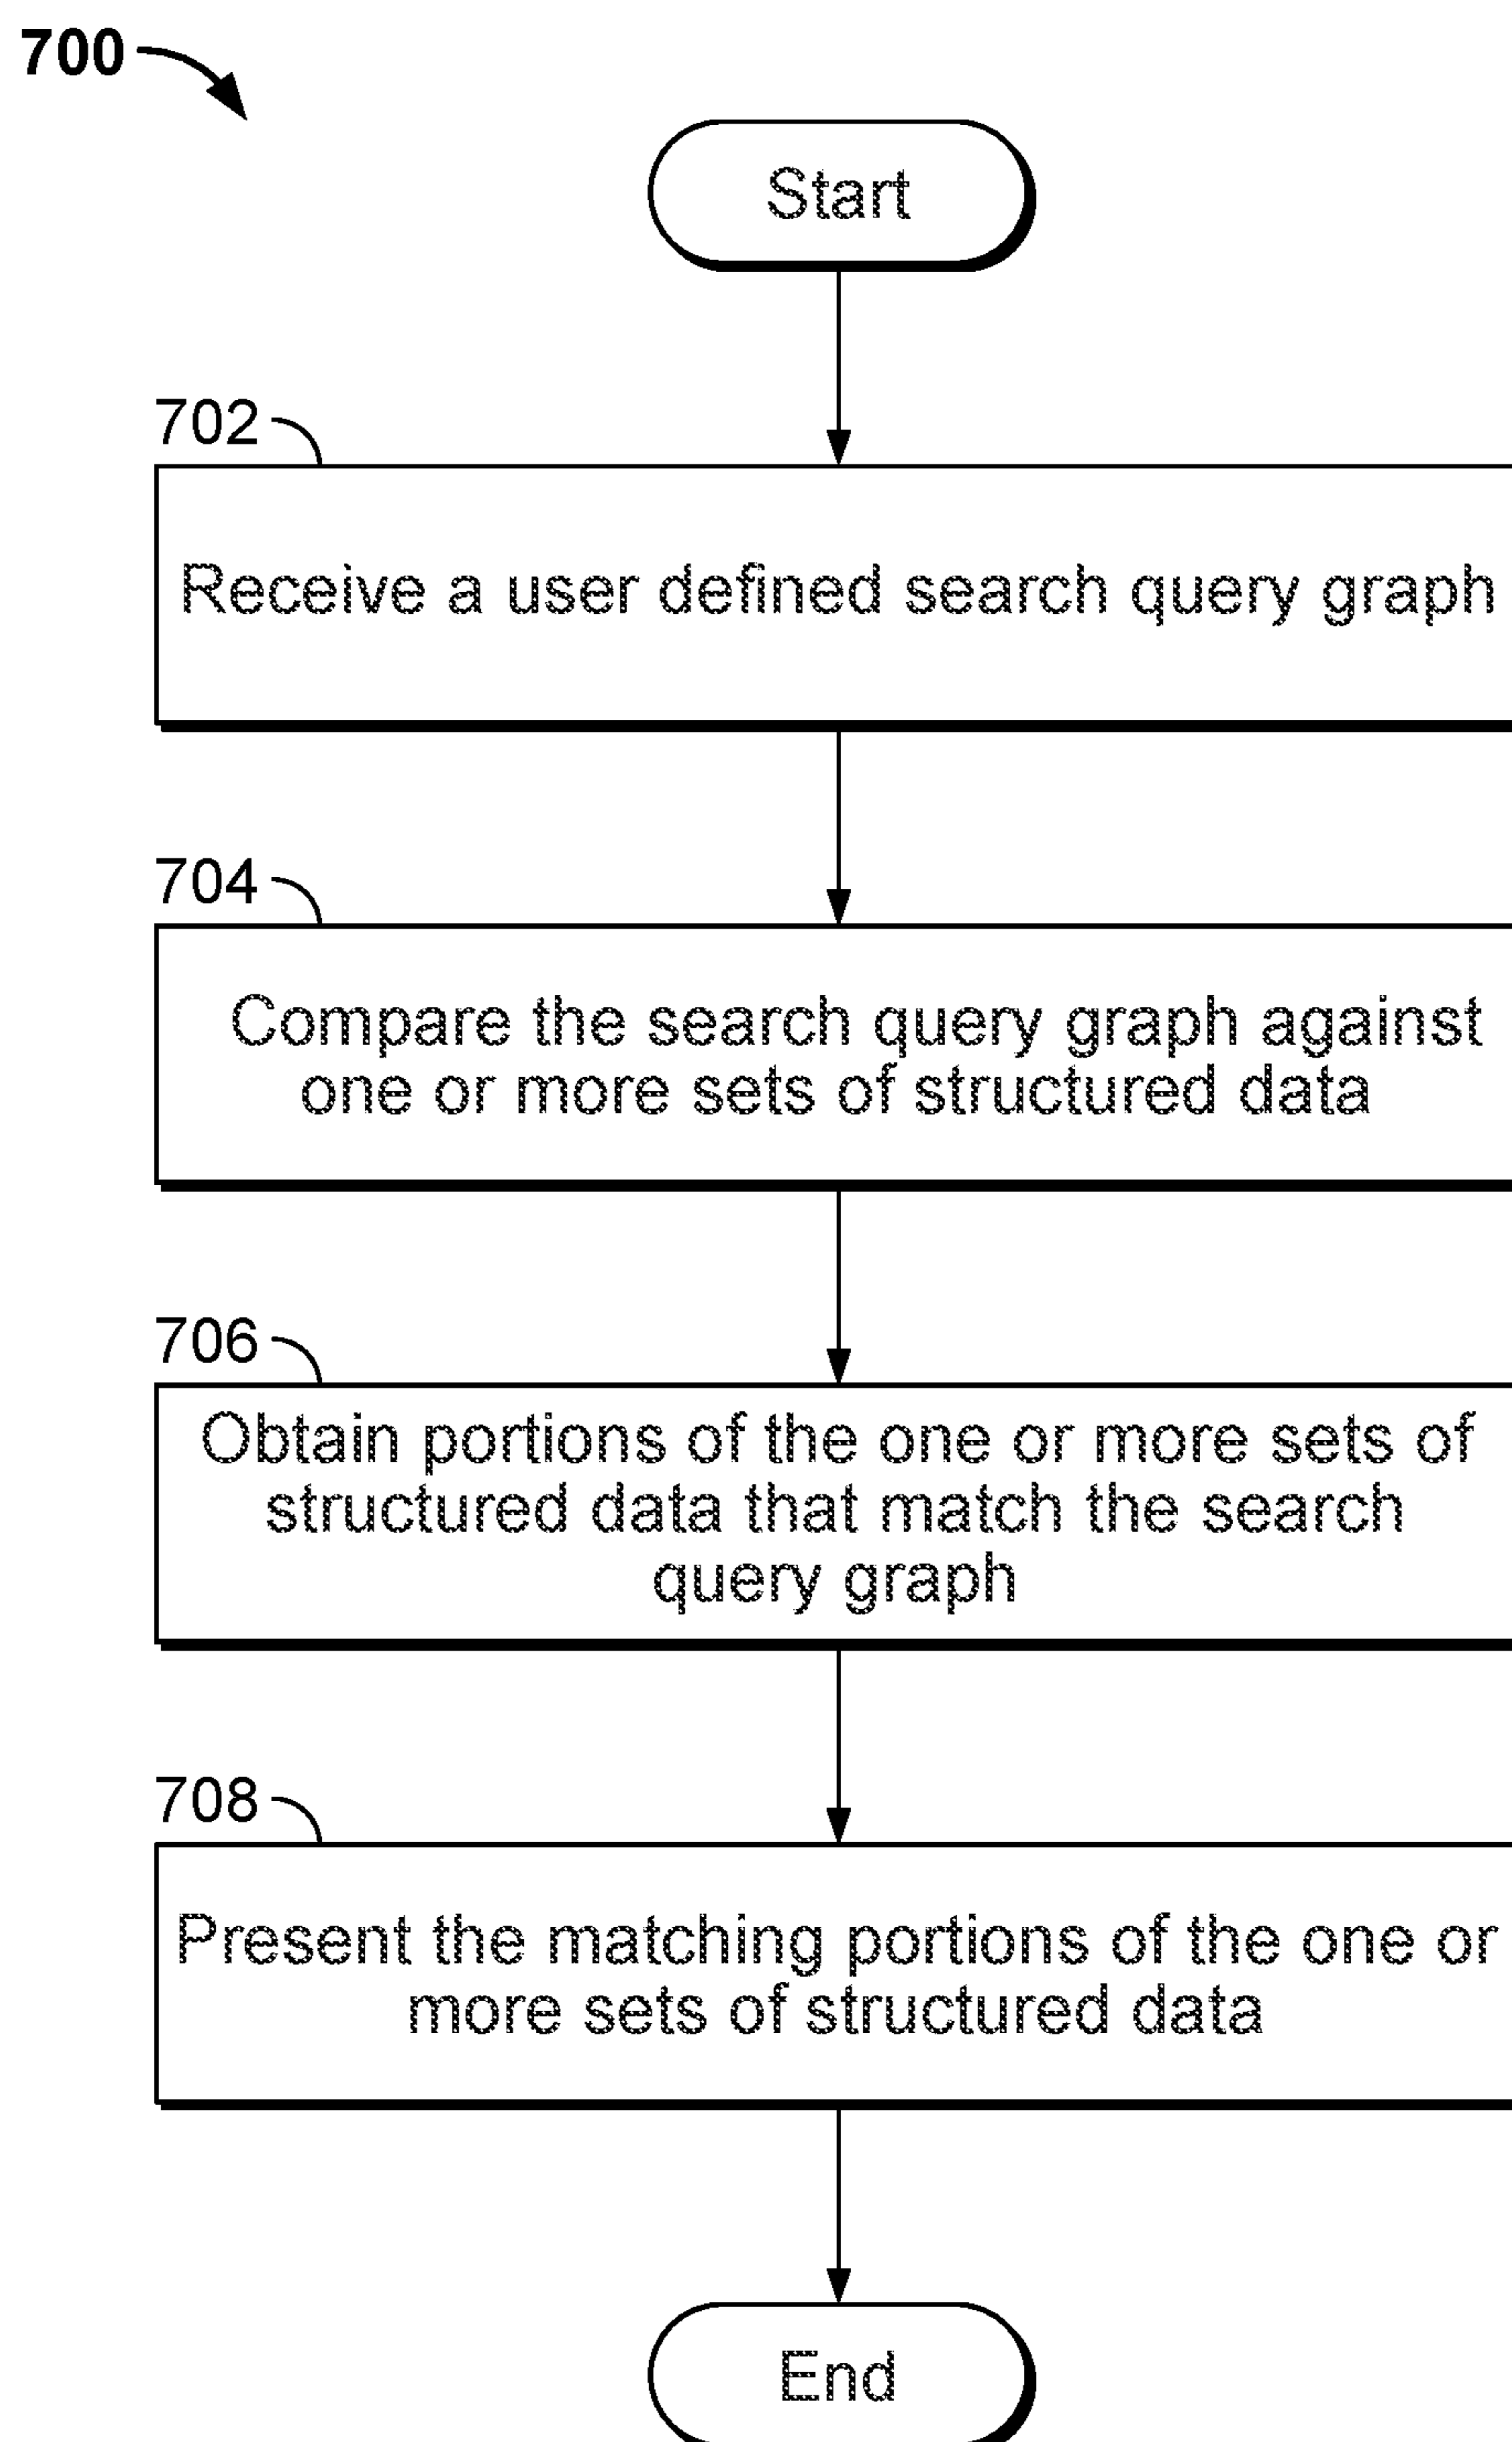 700
Start
702
Receive a user defined search query graph
704
Compare the search query graph against
one or more sets of structured data
706
Obtain portions of the one or more sets of
structured data that match the search
query graph
708
Present the matching portions of the one or
more sets of structured data
End